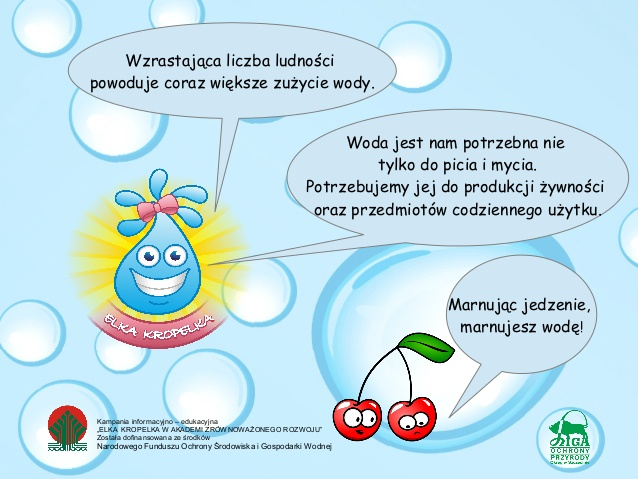 Wzrastająca liczba ludności
powoduje coraz większe zużycie wody.
Woda jest nam potrzebna nie
tylko do picia i mycia.
Potrzebujemy jej do produkcji żywności
oraz przedmiotów codziennego użytku.
Marnując jedzenie,
marnujesz wodę!
ELKA KROPELKA
Kampania informacyjno – edukacyjna
„ELKA KROPELKA W AKADEMI ZRÓWNOWAŻONEGO ROZWOJU”
Została dofinansowana ze środków
Narodowego Funduszu Ochrony Środowiska i Gospodarki Wodnej
LIGA
OCHRONY
PRZYRODY